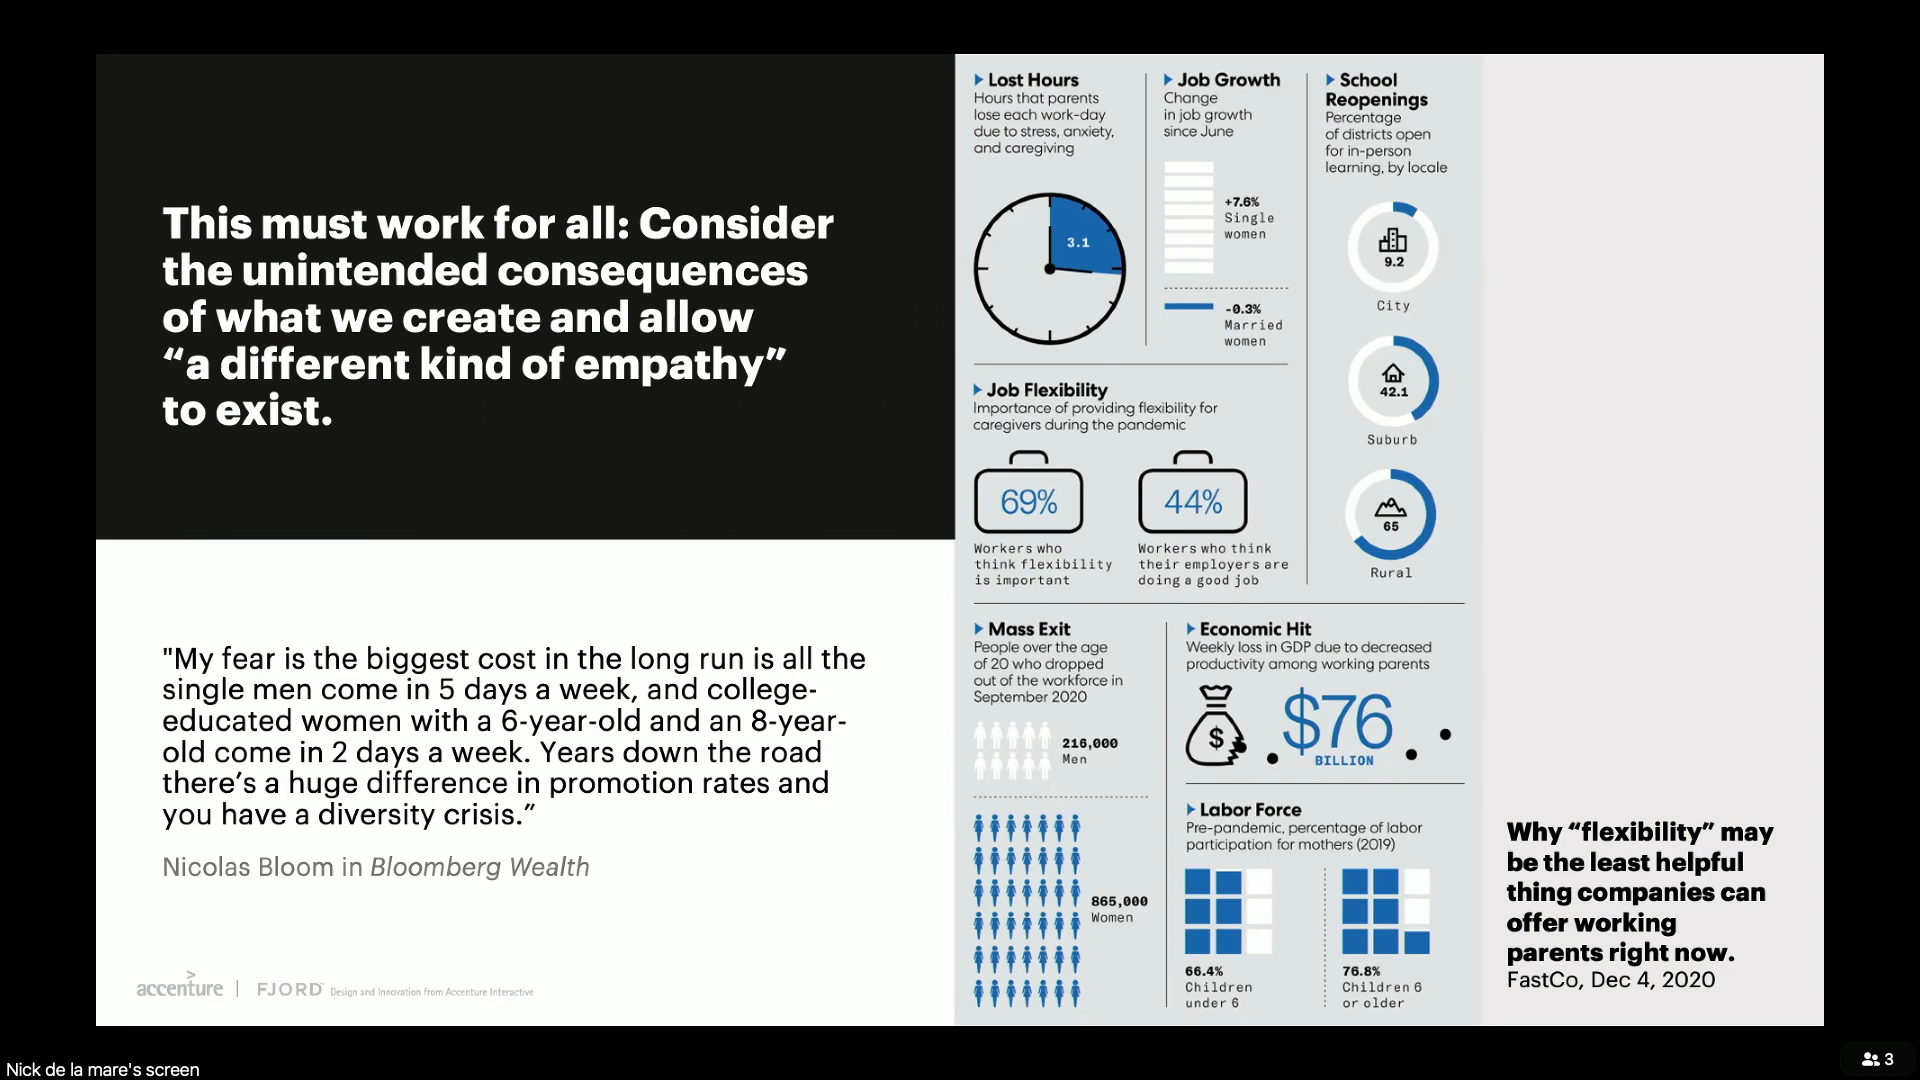 This must work for all: Consider
the unintended consequences
of what we create and allow
“a different kind of empathy”
to exist.
"My fear is the biggest cost in the long run is all the
single men come in 5 days a week, and college-
educated women with a 6-year-old and an 8-year-
old come in 2 days a week. Years down the road
there’s a huge difference in promotion rates and
you have a diversity crisis.”
Nicolas Bloom in Bloomberg Wealth
accenture | FJORD Design and Innovation from Accenture Interactive
Lost Hours
Hours that parents
lose each work-day
due to stress, anxiety,
and caregiving
3.1
Job Growth
Change
in job growth
since June
+7.6%
Single
women
-0.3%
Married
women
School
Reopenings
Percentage
of districts open
for in-person
learning, by locale
9.2
City
42.1
Suburb
65
Rural
Job Flexibility
Importance of providing flexibility for
caregivers during the pandemic
69%
Workers who
think flexibility
is important
44%
Workers who think
their employers are
doing a good job
Mass Exit
People over the age
of 20 who dropped
out of the workforce in
September 2020
216,000
Men
865,000
Women
Economic Hit
Weekly loss in GDP due to decreased
productivity among working parents
$
$76
BILLION
Labor Force
Pre-pandemic, percentage of labor
participation for mothers (2019)
66.4%
Children
under 6
76.8%
Children 6
or older
Why “flexibility” may
be the least helpful
thing companies can
offer working
parents right now.
FastCo, Dec 4, 2020
Nick de la mare's screen
3